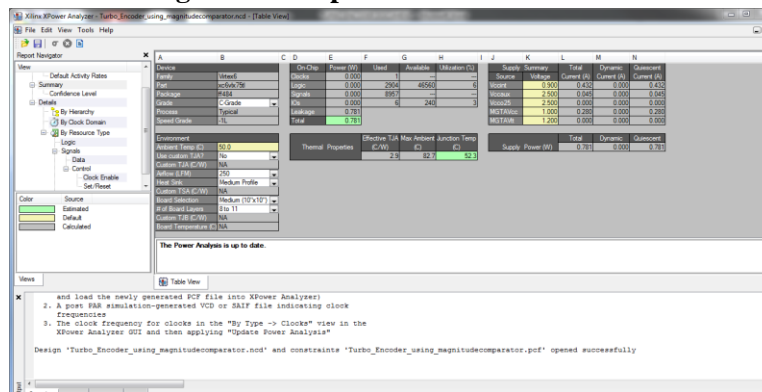 Xilinx XPower Analyzer - Turbo_Encoder_using_magnitudecomparator.ncd - [Table View]
File Edit View Tools Help
Report Navigator
View
Default Activity Rates
Summary
Confidence Level
Details
By Hierarchy
By Clock Domain
By Resource Type
Logic
Signals
Data
Control
Clock Enable
Set/Reset
Color Source
Estimated
Default
Calculated
Views
A B C D E F G H I J K L M N
Device
Family Virtex6
Part xc6vlx75tl
Package ff484
Grade C-Grade
Process Typical
Speed Grade -1L
Environment
Ambient Temp (C) 50.0
Use custom TJA? No
Custom TJA (C/W) NA
Airflow (LFM) 250
Heat Sink Medium Profile
Custom TSA (C/W) NA
Board Selection Medium (10"x10")
# of Board Layers 8 to 11
Custom TJB (C/W) NA
Board Temperature (C NA
On-Chip Power (W) Used Available Utilization (%)
Clocks 0.000 1 --- ---
Logic 0.000 2904 46560 6
Signals 0.000 8957 --- ---
IOs 0.000 6 240 3
Leakage 0.781
Total 0.781
Effective TJA Max Ambient Junction Temp
Thermal Properties (C/W) (C) (C)
2.9 82.7 52.3
Supply Summary Total Dynamic Quiescent
Source Voltage Current (A) Current (A) Current (A)
Vccint 0.900 0.432 0.000 0.432
Vccaux 2.500 0.045 0.000 0.045
Vcco25 2.500 0.000 0.000 0.000
MGTAVcc 1.000 0.280 0.000 0.280
MGTAVtt 1.200 0.000 0.000 0.000
Total Dynamic Quiescent
Supply Power (W) 0.781 0.000 0.781
The Power Analysis is up to date.
Table View
and load the newly generated PCF file into XPower Analyzer)
2. A post PAR simulation-generated VCD or SAIF file indicating clock
frequencies
3. The clock frequency for clocks in the "By Type -> Clocks" view in the
XPower Analyzer GUI and then applying "Update Power Analysis"
Design 'Turbo_Encoder_using_magnitudecomparator.ncd' and constraints 'Turbo_Encoder_using_magnitudecomparator.pcf' opened successfully